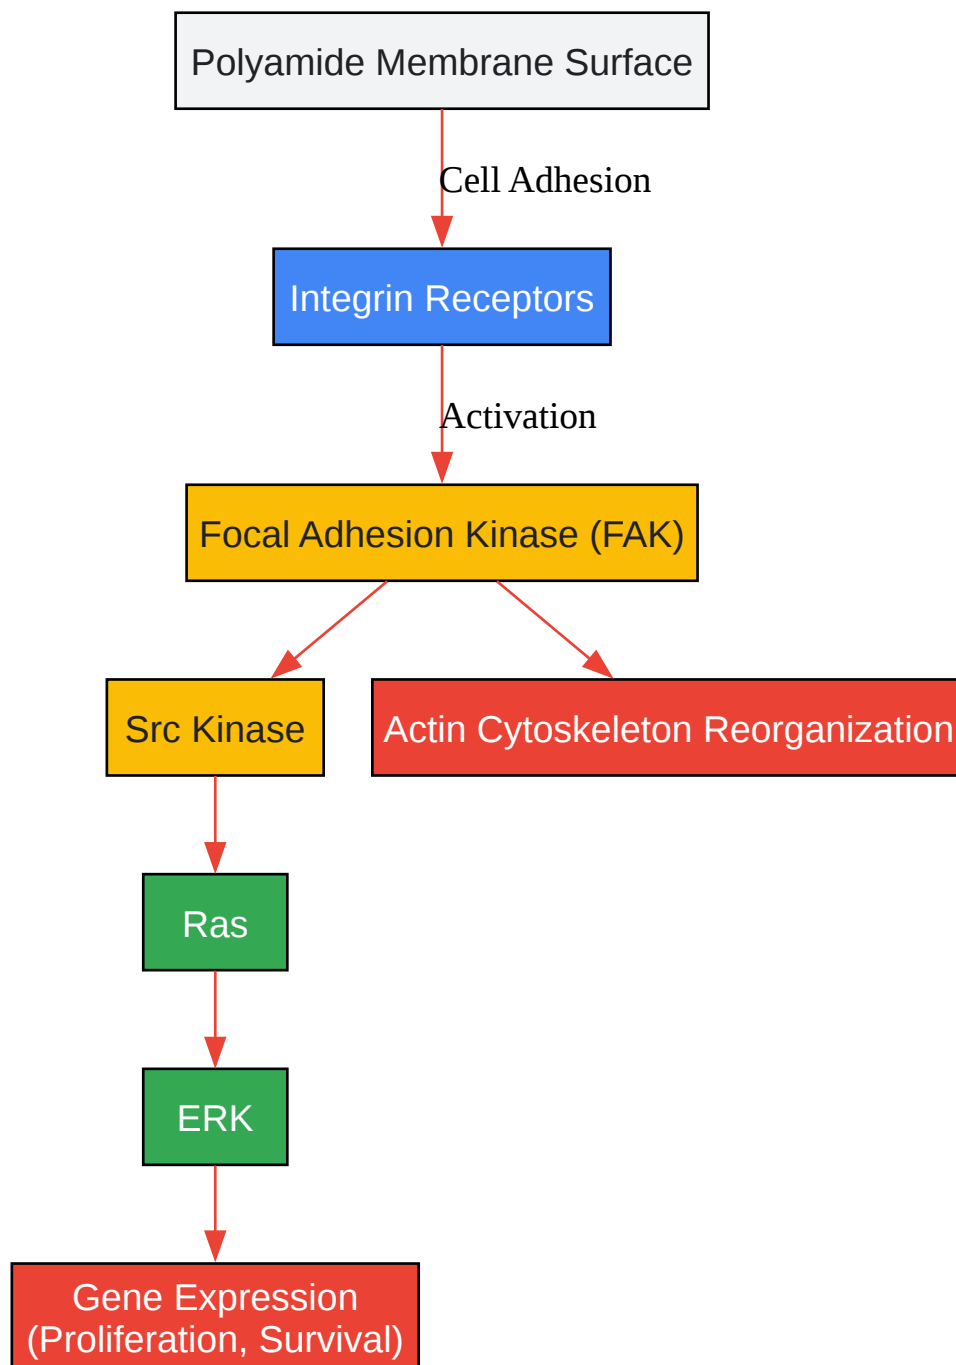 Polyamide Membrane Surface
Cell Adhesion
Integrin Receptors
Activation
Focal Adhesion Kinase (FAK)
Src Kinase
Actin Cytoskeleton Reorganization
Ras
ERK
Gene Expression
(Proliferation, Survival)